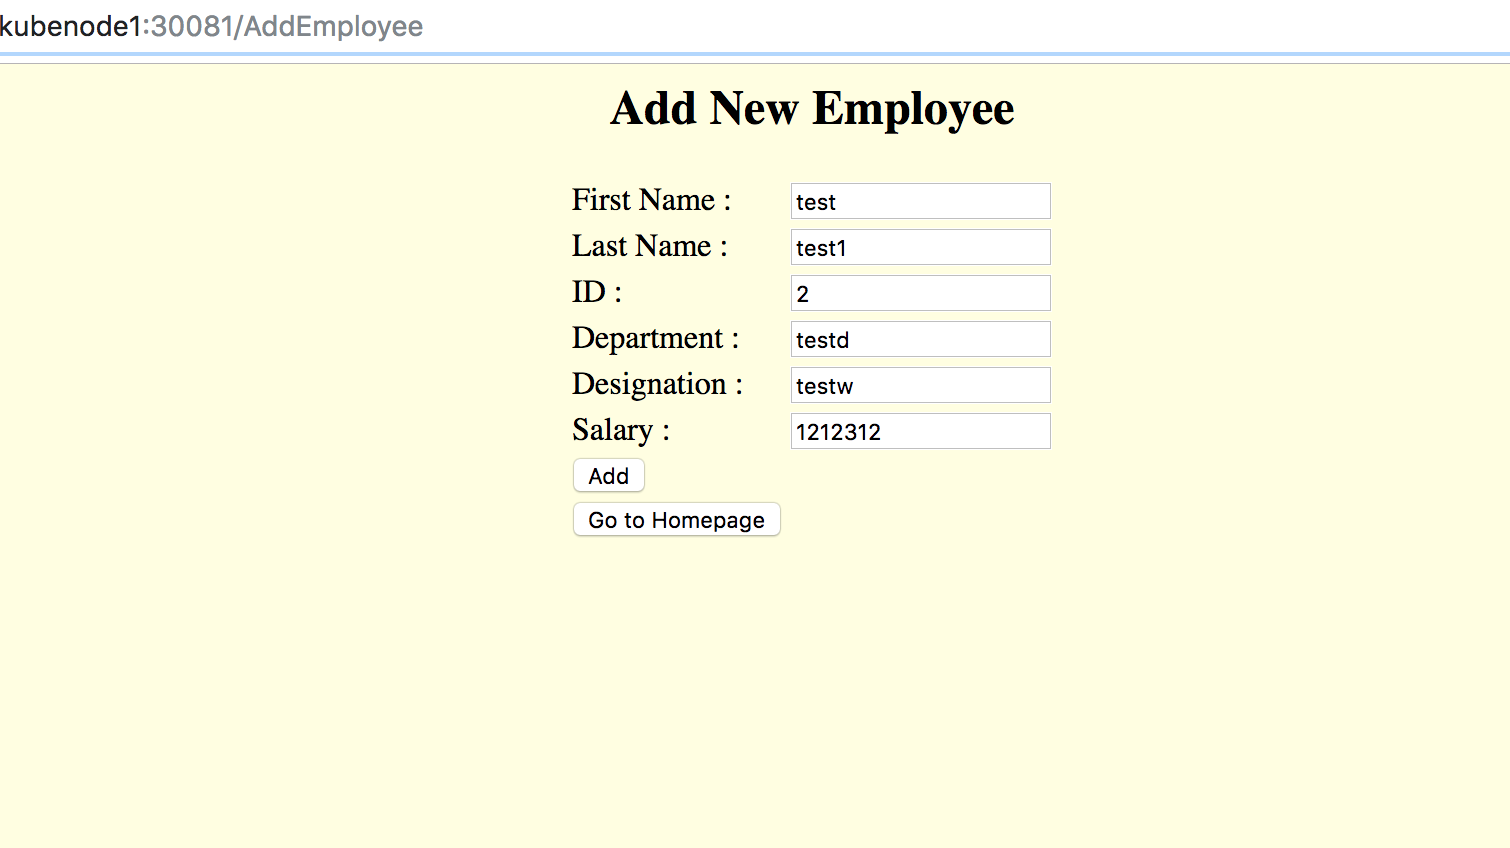 kubenode1:30081/AddEmployee
Add New Employee
First Name : test
Last Name : test1
ID : 2
Department : testd
Designation : testw
Salary : 1212312
Add
Go to Homepage